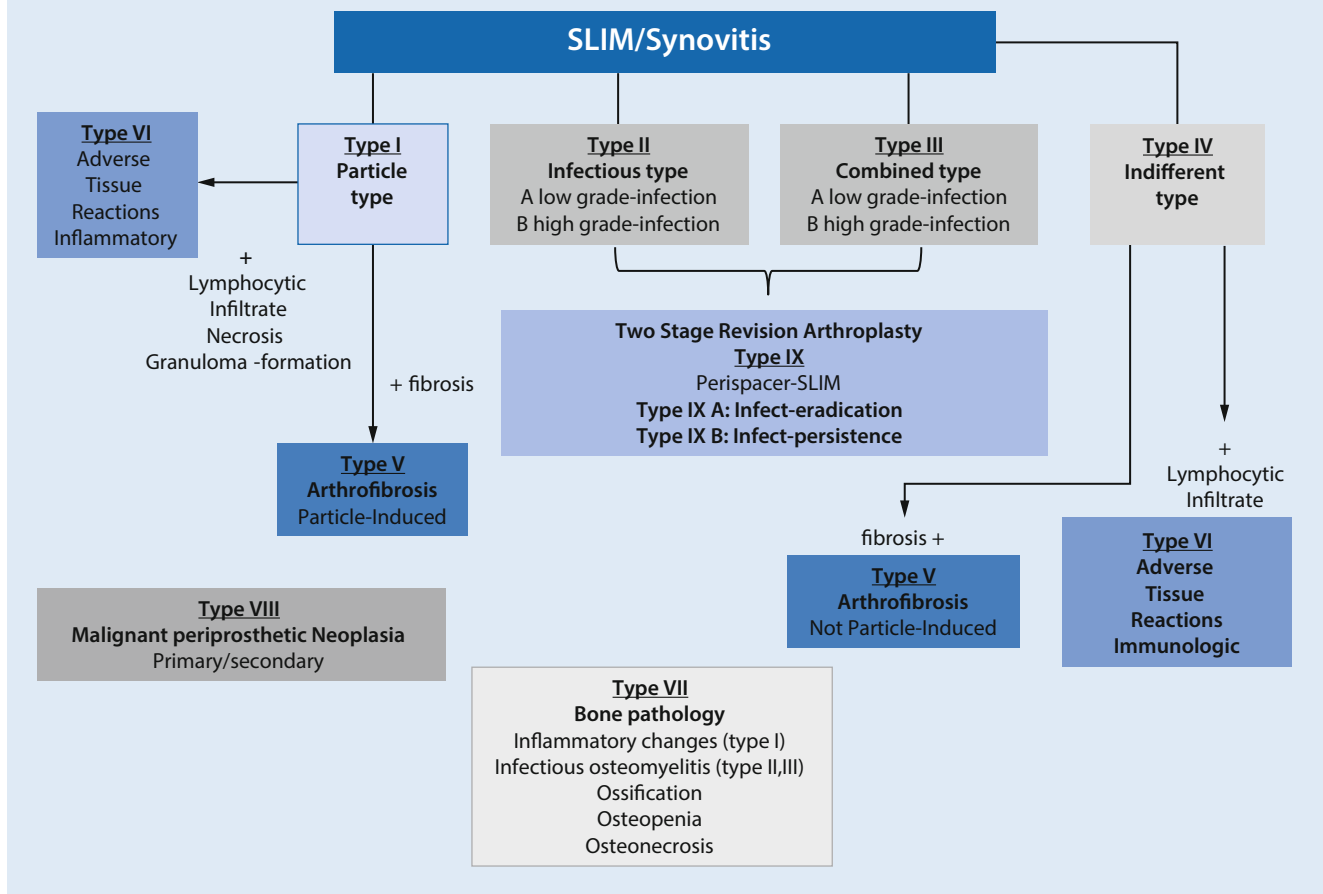 SLIM/Synovitis
Type VI
Adverse
Tissue
Reactions
Inflammatory
Type I
Particle
type
Type II
Infectious type
A low grade-infection
B high grade-infection
Type III
Combined type
A low grade-infection
B high grade-infection
Type IV
Indifferent
type
+
Lymphocytic
Infiltrate
Necrosis
Granuloma -formation
+ fibrosis
Two Stage Revision Arthroplasty
Type IX
Perispacer-SLIM
Type IX A: Infect-eradication
Type IX B: Infect-persistence
Type V
Arthrofibrosis
Particle-Induced
+
Lymphocytic
Infiltrate
fibrosis +
Type V
Arthrofibrosis
Not Particle-Induced
Type VI
Adverse
Tissue
Reactions
Immunologic
Type VIII
Malignant periprosthetic Neoplasia
Primary/secondary
Type VII
Bone pathology
Inflammatory changes (type I)
Infectious osteomyelitis (type II,III)
Ossification
Osteopenia
Osteonecrosis